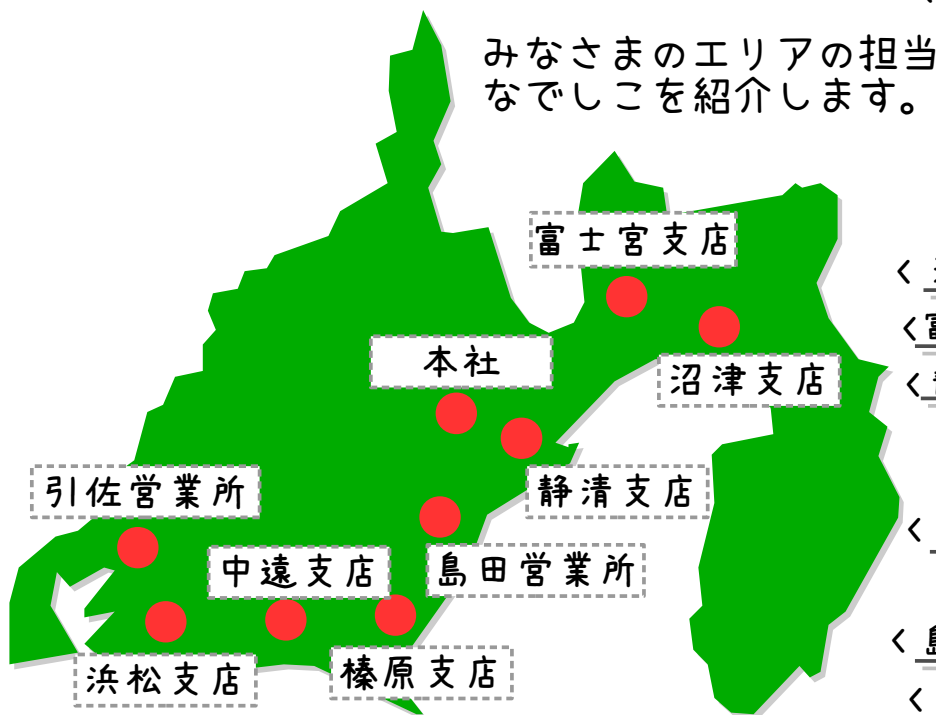 みなさまのエリアの担当
なでしこを紹介します。
富士宮支店
本社
沼津支店
引佐営業所
静清支店
中遠支店
島田営業所
浜松支店
榛原支店